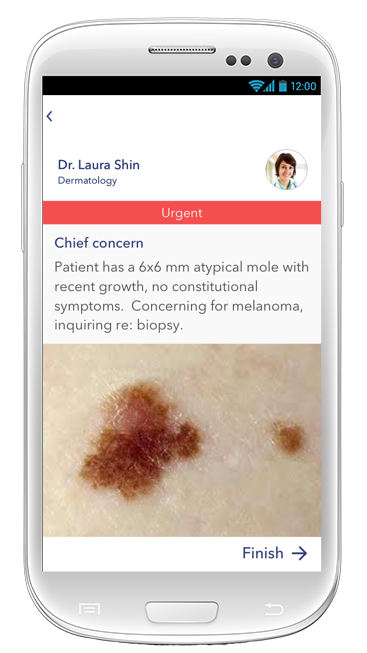 12:00
Dr. Laura Shin
Dermatology
Urgent
Chief concern
Patient has a 6x6 mm atypical mole with
recent growth, no constitutional
symptoms.  Concerning for melanoma,
inquiring re: biopsy.
Finish